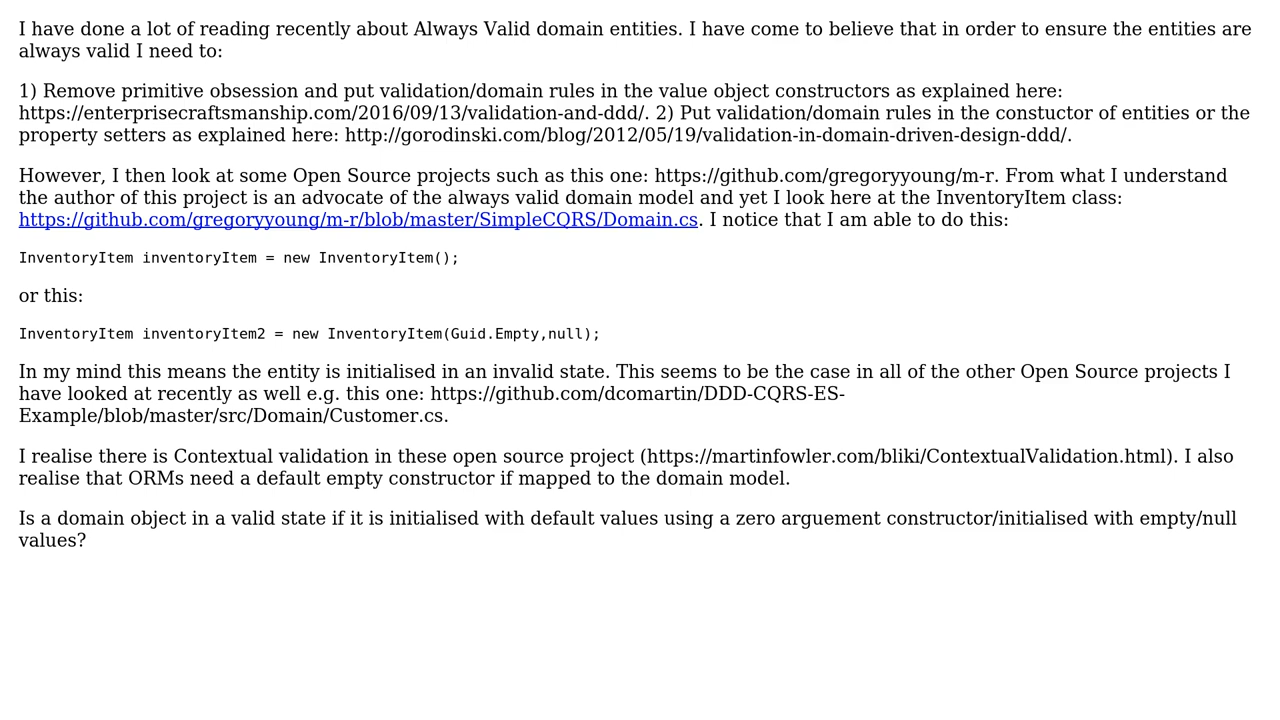 I have done a lot of reading recently about Always Valid domain entities. I have come to believe that in order to ensure the entities are
always valid I need to:
1) Remove primitive obsession and put validation/domain rules in the value object constructors as explained here:
https://enterprisecraftsmanship.com/2016/09/13/validation-and-ddd/. 2) Put validation/domain rules in the constuctor of entities or the
property setters as explained here: http://gorodinski.com/blog/2012/05/19/validation-in-domain-driven-design-ddd/.
However, I then look at some Open Source projects such as this one: https://github.com/gregoryyoung/m-r. From what I understand
the author of this project is an advocate of the always valid domain model and yet I look here at the InventoryItem class:
https://github.com/gregoryyoung/m-r/blob/master/SimpleCQRS/Domain.cs. I notice that I am able to do this:
InventoryItem inventoryItem = new InventoryItem();
or this:
InventoryItem inventoryItem2 = new InventoryItem(Guid.Empty,null);
In my mind this means the entity is initialised in an invalid state. This seems to be the case in all of the other Open Source projects I
have looked at recently as well e.g. this one: https://github.com/dcomartin/DDD-CQRS-ES-
Example/blob/master/src/Domain/Customer.cs.
I realise there is Contextual validation in these open source project (https://martinfowler.com/bliki/ContextualValidation.html). I also
realise that ORMs need a default empty constructor if mapped to the domain model.
Is a domain object in a valid state if it is initialised with default values using a zero arguement constructor/initialised with empty/null
values?